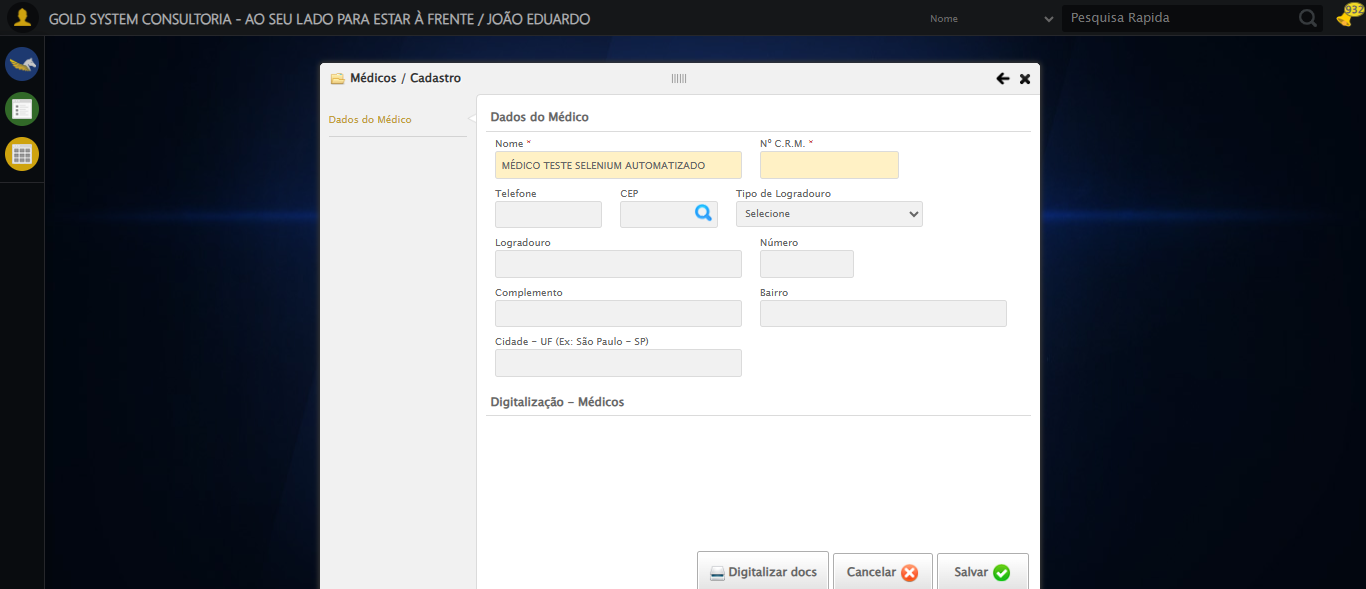 GOLD SYSTEM CONSULTORIA - AO SEU LADO PARA ESTAR À FRENTE / JOÃO EDUARDO
Nome
Pesquisa Rapida
932
Médicos / Cadastro
Dados do Médico
Dados do Médico
Nome *
Nº C.R.M. *
MÉDICO TESTE SELENIUM AUTOMATIZADO
Telefone
CEP
Tipo de Logradouro
Selecione
Logradouro
Número
Complemento
Bairro
Cidade - UF (Ex: São Paulo - SP)
Digitalização - Médicos
Digitalizar docs
Cancelar
Salvar